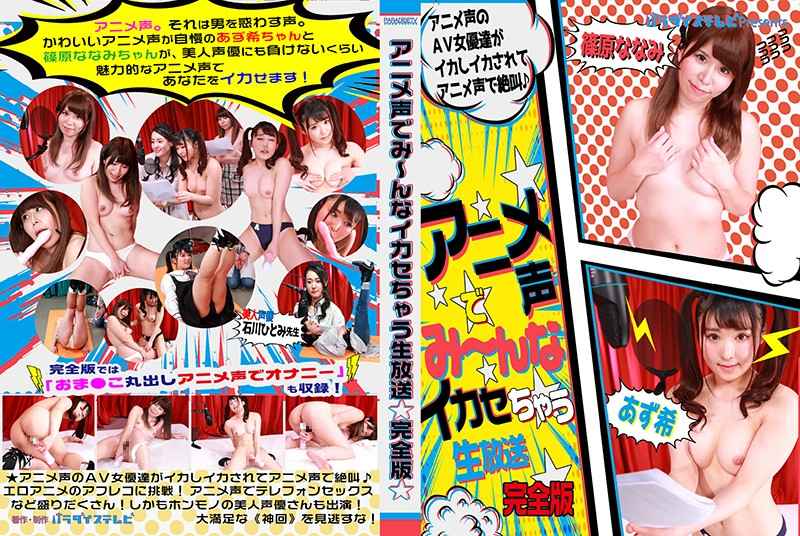 アニメ声。それは男を惑わす声。
かわいいアニメ声が自慢のあず希ちゃんと
篠原ななみちゃんが、美人声優にも負けないくらい
魅力的なアニメ声で
あなたをイカせます!
美人声優
石川ひとみ先生
完全版では
「おま●こ丸出しアニメ声でオナニー」
も収録!
★アニメ声のAV女優達がイカしイカされてアニメ声で絶叫♪
エロアニメのアフレコに挑戦!アニメ声でテレフォンセックス
など盛りだくさん!しかもホンモノの美人声優さんも出演!
大満足な《神回》を見逃すな!
著作・制作 パラダイステレビ
アニメ声でみ〜んなイカセちゃう生放送★完全版★
アニメ声の
AV女優達が
イカしイカされて
アニメ声で絶叫♪
アニメ声
で
み〜んな
イカセちゃう
生放送
完全版
パラダイステレビ Presents
篠原ななみ
あず希